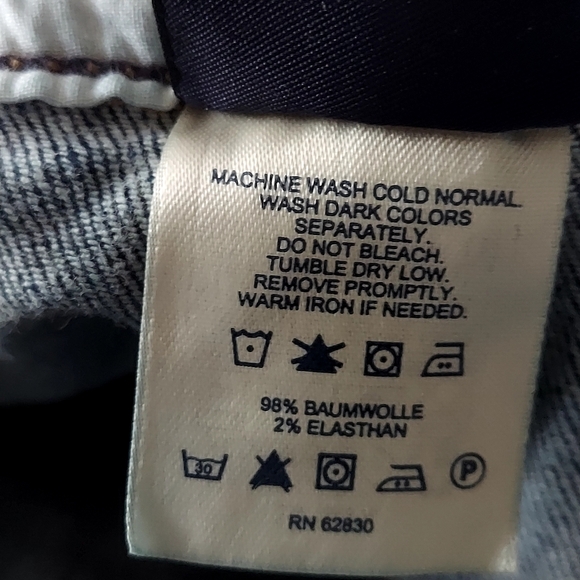 MACHINE WASH COLD NORMAL.
WASH DARK COLORS
SEPARATELY.
DO NOT BLEACH.
TUMBLE DRY LOW.
REMOVE PROMPTLY.
WARM IRON IF NEEDED.
98% BAUMWOLLE
2% ELASTHAN
30 P
RN 62830